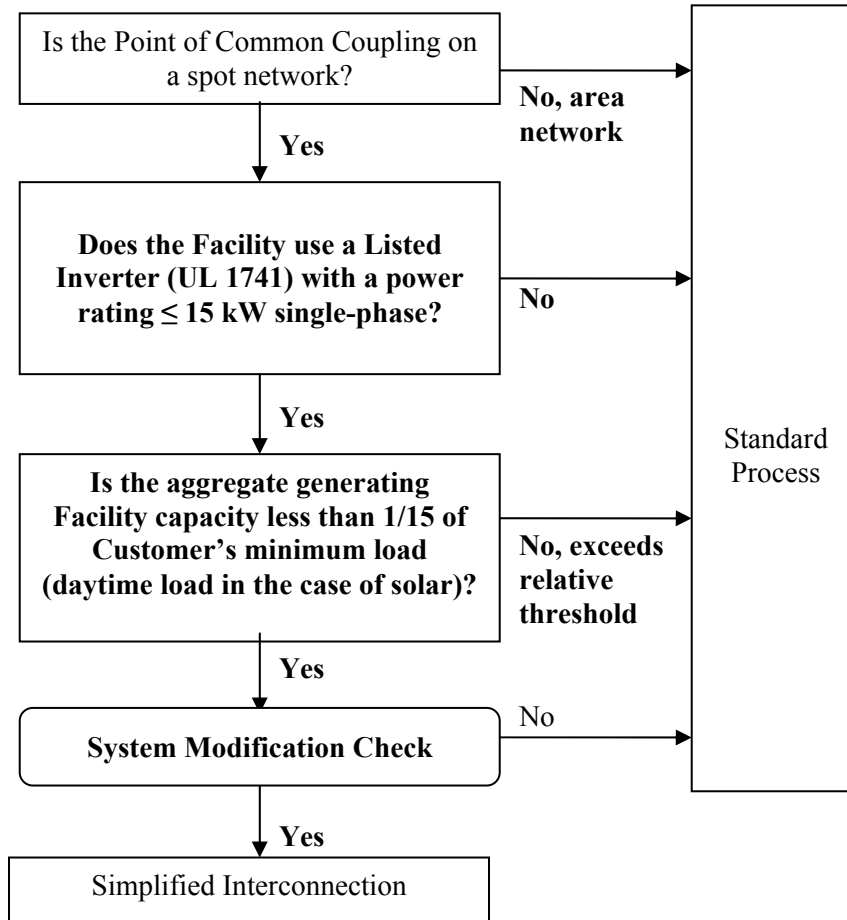 Is the Point of Common Coupling on
a spot network?
No, area
network
Yes
Does the Facility use a Listed
Inverter (UL 1741) with a power
rating ≤ 15 kW single-phase?
No
Yes
Is the aggregate generating
Facility capacity less than 1/15 of
Customer's minimum load
(daytime load in the case of solar)?
No, exceeds
relative
threshold
Yes
System Modification Check
No
Yes
Simplified Interconnection
Standard
Process